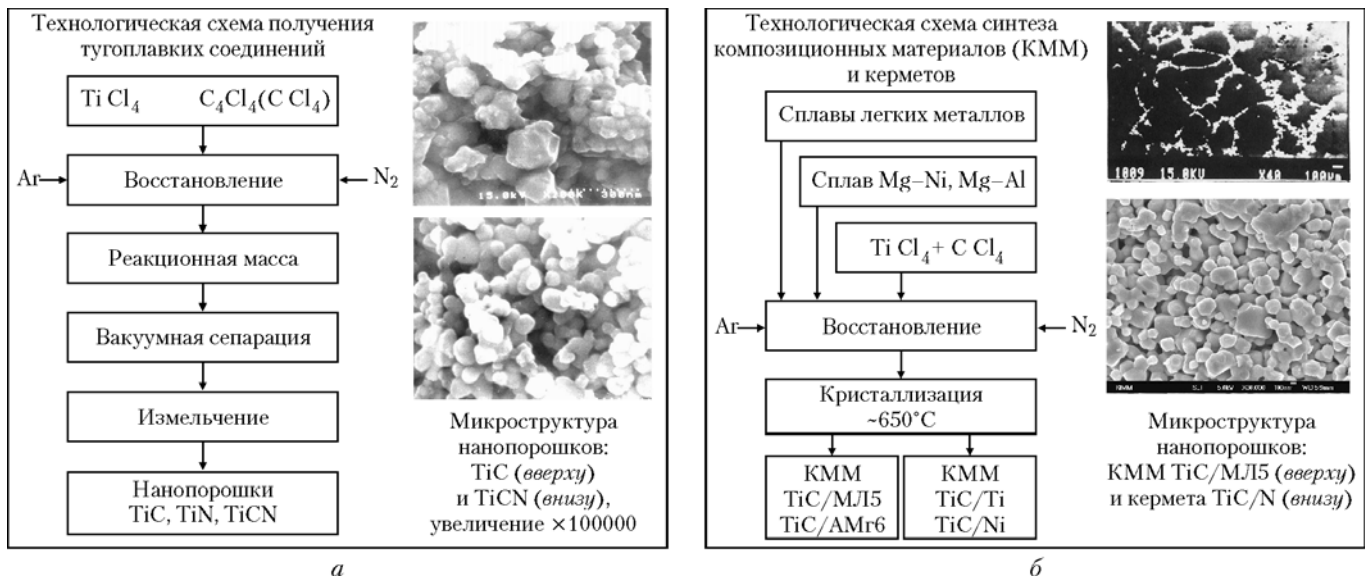 Технологическая схема получения
тугоплавких соединений
Ti Cl₄ C₄Cl₄(C Cl₄)
Ar
Восстановление
N₂
Реакционная масса
Вакуумная сепарация
Измельчение
Нанопорошки
TiC, TiN, TiCN
15.0kV X100k 300nm
Микроструктура
нанопорошков:
TiC (вверху)
и TiCN (внизу),
увеличение ×100000
а
Технологическая схема синтеза
композиционных материалов (КММ)
и керметов
Сплавы легких металлов
Сплав Mg–Ni, Mg–Al
Ti Cl₄+ C Cl₄
Ar
Восстановление
N₂
Кристаллизация
~650°C
КММ
TiC/МЛ5
TiC/АМг6
КММ
TiC/Ti
TiC/Ni
1009 15.0KV X40 100µm
Микроструктура
нанопорошков:
КММ TiC/МЛ5 (вверху)
и кермета TiC/N (внизу)
б